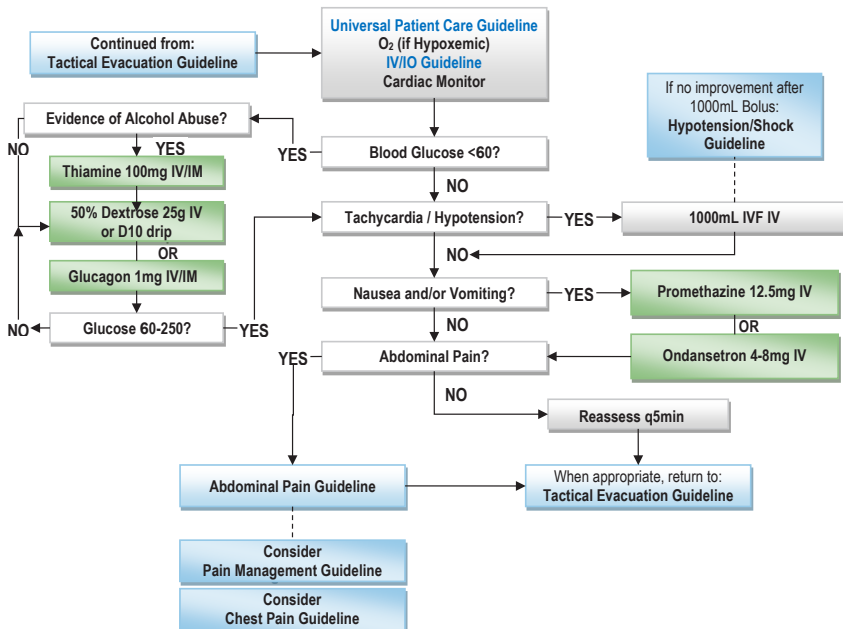 Continued from:
Tactical Evacuation Guideline
Universal Patient Care Guideline
O₂ (if Hypoxemic)
IV/IO Guideline
Cardiac Monitor
If no improvement after
1000mL Bolus:
Hypotension/Shock
Guideline
Evidence of Alcohol Abuse?
NO
YES
YES
Blood Glucose <60?
NO
Thiamine 100mg IV/IM
50% Dextrose 25g IV
or D10 drip
OR
Glucagon 1mg IV/IM
NO
Glucose 60-250?
YES
Tachycardia / Hypotension?
YES
1000mL IVF IV
NO
Nausea and/or Vomiting?
YES
Promethazine 12.5mg IV
OR
Ondansetron 4-8mg IV
NO
YES
Abdominal Pain?
NO
Reassess q5min
Abdominal Pain Guideline
When appropriate, return to:
Tactical Evacuation Guideline
Consider
Pain Management Guideline
Consider
Chest Pain Guideline